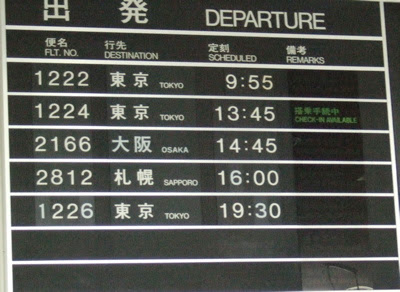 出発 DEPARTURE
便名 行先 定刻 備考
FLT. NO. DESTINATION SCHEDULED REMARKS
1222 東京 TOKYO 9:55
1224 東京 TOKYO 13:45 搭乗手続中
CHECK-IN AVAILABLE
2166 大阪 OSAKA 14:45
2812 札幌 SAPPORO 16:00
1226 東京 TOKYO 19:30